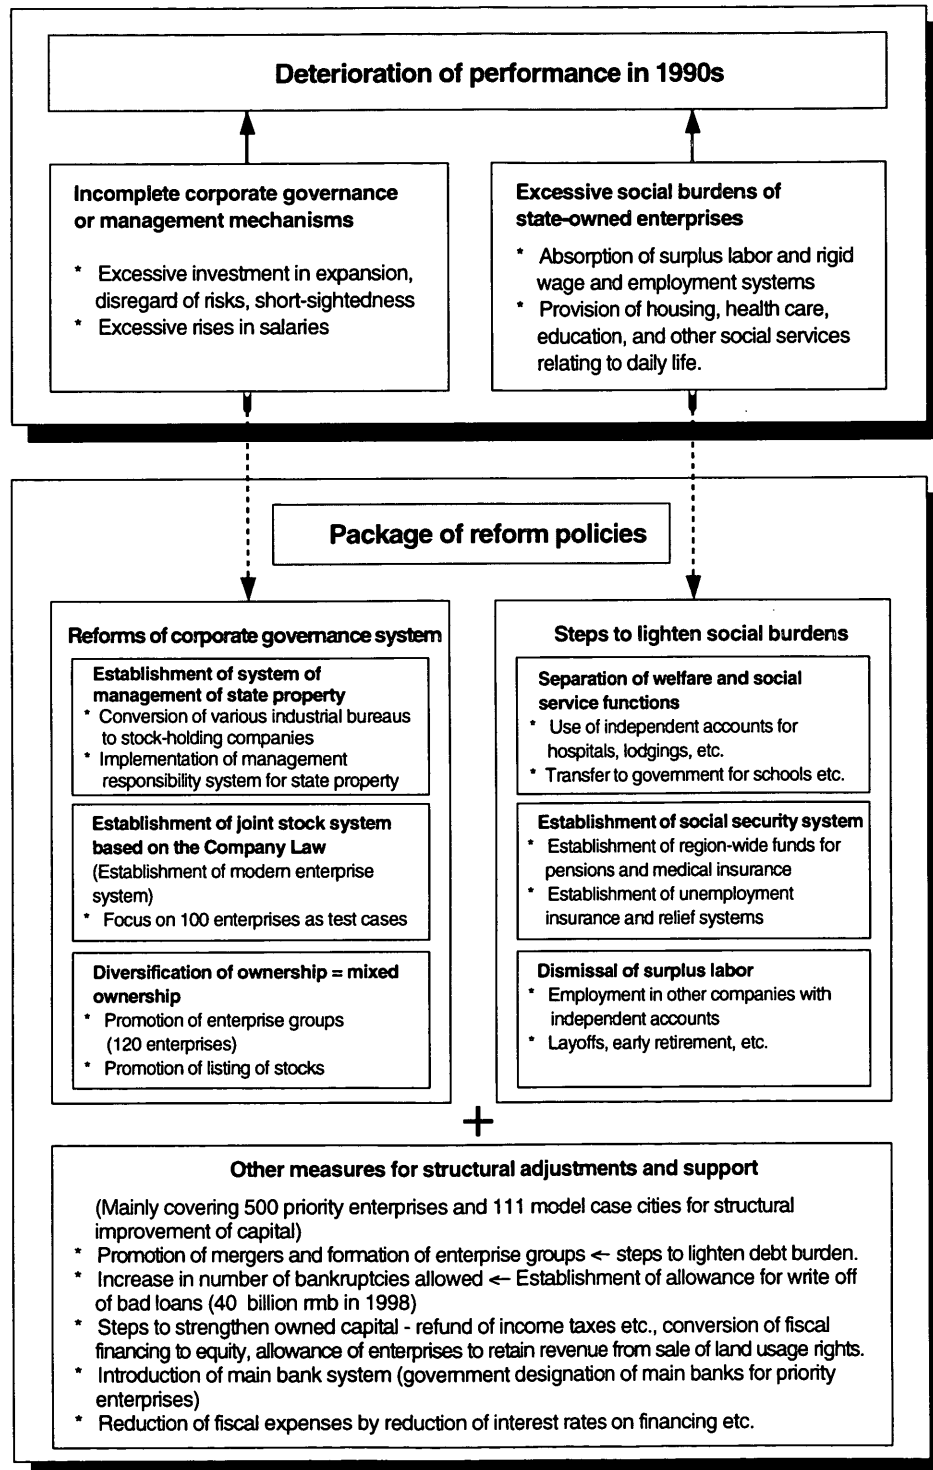 Deterioration of performance in 1990s
Incomplete corporate governance
or management mechanisms
* Excessive investment in expansion,
disregard of risks, short-sightedness
* Excessive rises in salaries
Excessive social burdens of
state-owned enterprises
* Absorption of surplus labor and rigid
wage and employment systems
* Provision of housing, health care,
education, and other social services
relating to daily life.
Package of reform policies
Reforms of corporate governance system
Establishment of system of
management of state property
* Conversion of various industrial bureaus
to stock-holding companies
* Implementation of management
responsibility system for state property
Establishment of joint stock system
based on the Company Law
(Establishment of modern enterprise
system)
* Focus on 100 enterprises as test cases
Diversification of ownership = mixed
ownership
* Promotion of enterprise groups
(120 enterprises)
* Promotion of listing of stocks
Steps to lighten social burdens
Separation of welfare and social
service functions
* Use of independent accounts for
hospitals, lodgings, etc.
* Transfer to government for schools etc.
Establishment of social security system
* Establishment of region-wide funds for
pensions and medical insurance
* Establishment of unemployment
insurance and relief systems
Dismissal of surplus labor
* Employment in other companies with
independent accounts
* Layoffs, early retirement, etc.
+
Other measures for structural adjustments and support
(Mainly covering 500 priority enterprises and 111 model case cities for structural
improvement of capital)
* Promotion of mergers and formation of enterprise groups ← steps to lighten debt burden.
* Increase in number of bankruptcies allowed ← Establishment of allowance for write off
of bad loans (40 billion rmb in 1998)
* Steps to strengthen owned capital - refund of income taxes etc., conversion of fiscal
financing to equity, allowance of enterprises to retain revenue from sale of land usage rights.
* Introduction of main bank system (government designation of main banks for priority
enterprises)
* Reduction of fiscal expenses by reduction of interest rates on financing etc.